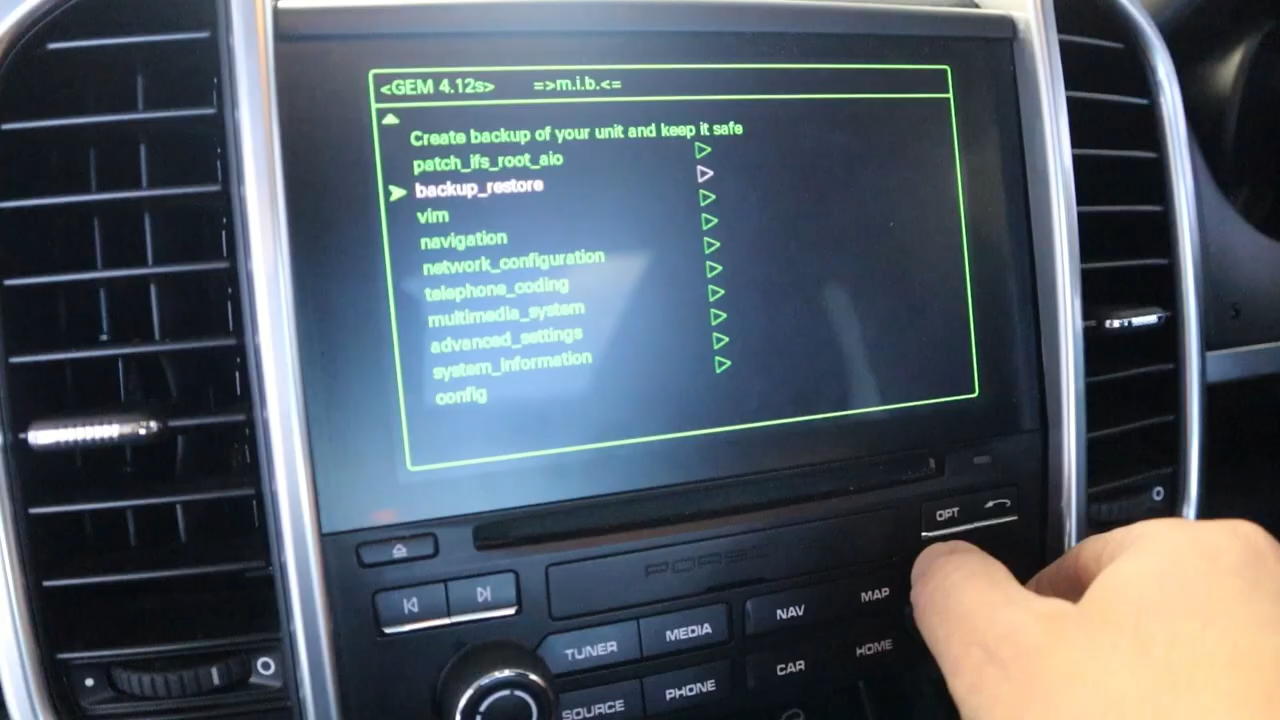 <GEM 4.12s> =>m.i.b.<=
Create backup of your unit and keep it safe
patch_ifs_root_aio
backup_restore
vim
navigation
network_configuration
telephone_coding
multimedia_system
advanced_settings
system_information
config
OPT
TUNER
MEDIA
NAV
MAP
SOURCE
PHONE
CAR
HOME